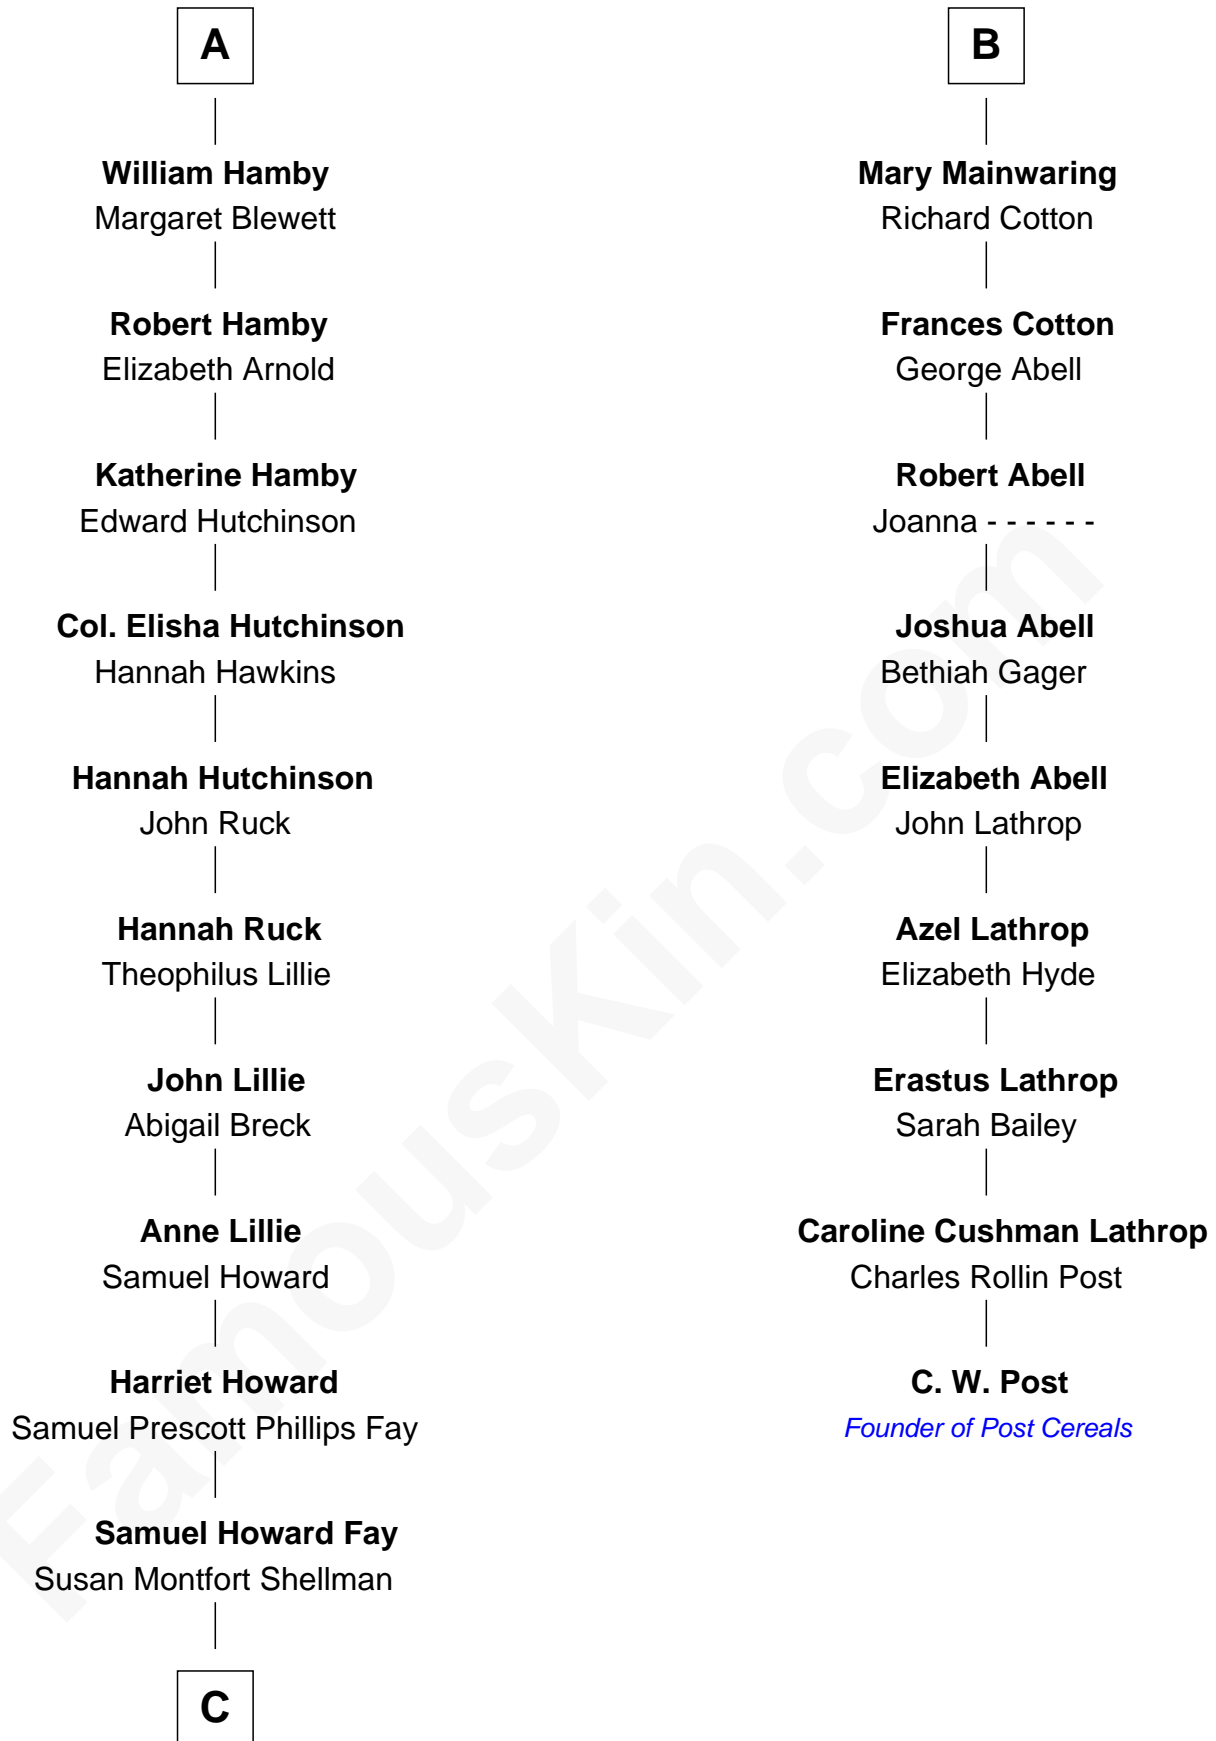 A
William Hamby
Margaret Blewett
Robert Hamby
Elizabeth Arnold
Katherine Hamby
Edward Hutchinson
Col. Elisha Hutchinson
Hannah Hawkins
Hannah Hutchinson
John Ruck
Hannah Ruck
Theophilus Lillie
John Lillie
Abigail Breck
Anne Lillie
Samuel Howard
Harriet Howard
Samuel Prescott Phillips Fay
Samuel Howard Fay
Susan Montfort Shellman
C
B
Mary Mainwaring
Richard Cotton
Frances Cotton
George Abell
Robert Abell
Joanna - - - - - -
Joshua Abell
Bethiah Gager
Elizabeth Abell
John Lathrop
Azel Lathrop
Elizabeth Hyde
Erastus Lathrop
Sarah Bailey
Caroline Cushman Lathrop
Charles Rollin Post
C. W. Post
Founder of Post Cereals
FamousKin.com